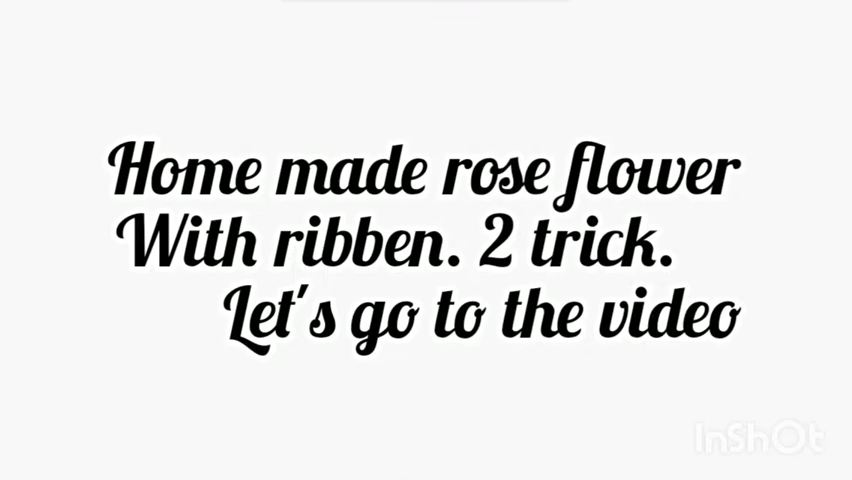 Home made rose flower
With ribben. 2 trick.
Let's go to the video
InShOt